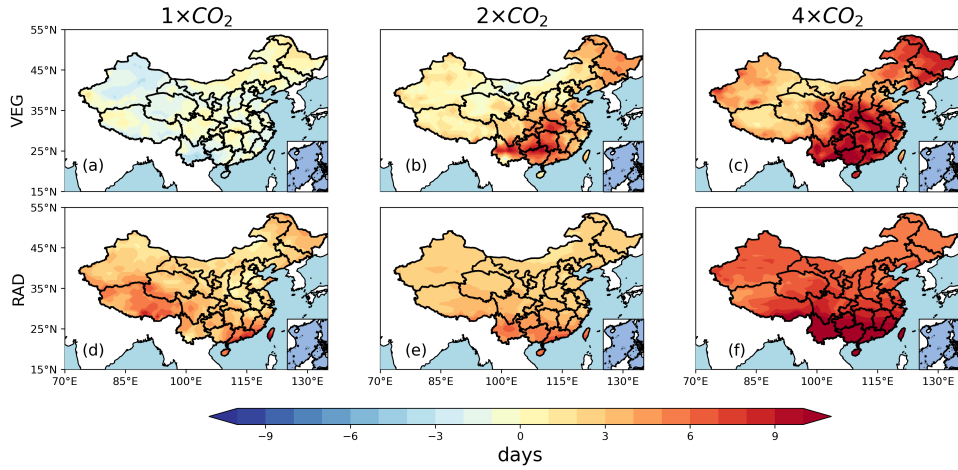 1×CO₂ 2×CO₂ 4×CO₂
55°N
45°N
VEG
35°N
25°N
(a) (b) (c)
15°N
55°N
45°N
RAD
35°N
25°N
(d) (e) (f)
15°N
70°E 85°E 100°E 115°E 130°E 70°E 85°E 100°E 115°E 130°E 70°E 85°E 100°E 115°E 130°E
−9 −6 −3 0 3 6 9
days